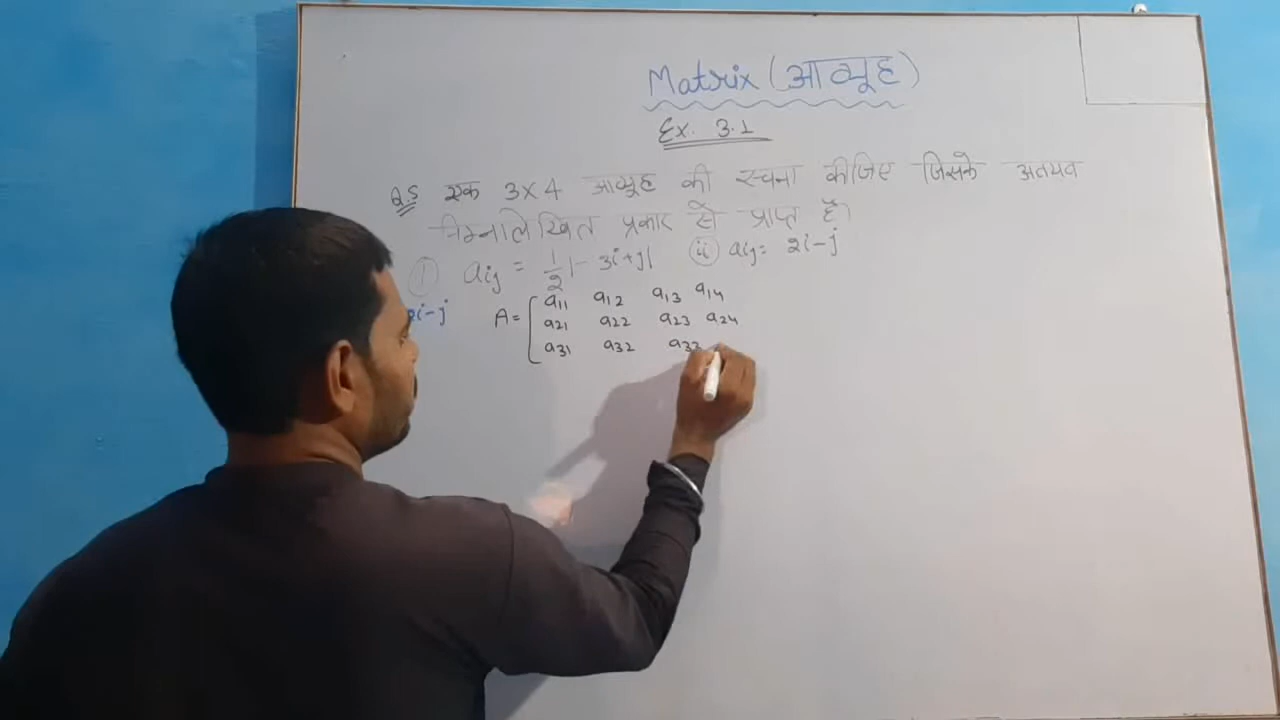 Matrix (आव्यूह)
Ex. 3.1
Q.5 एक 3×4 आव्यूह की रचना कीजिए जिसके अवयव
निम्नलिखित प्रकार से प्राप्त है।
(i) aij = 1/2 |-3i+j| (ii) aij = 2i-j
2i-j
A = [ a11 a12 a13 a14
a21 a22 a23 a24
a31 a32 a33